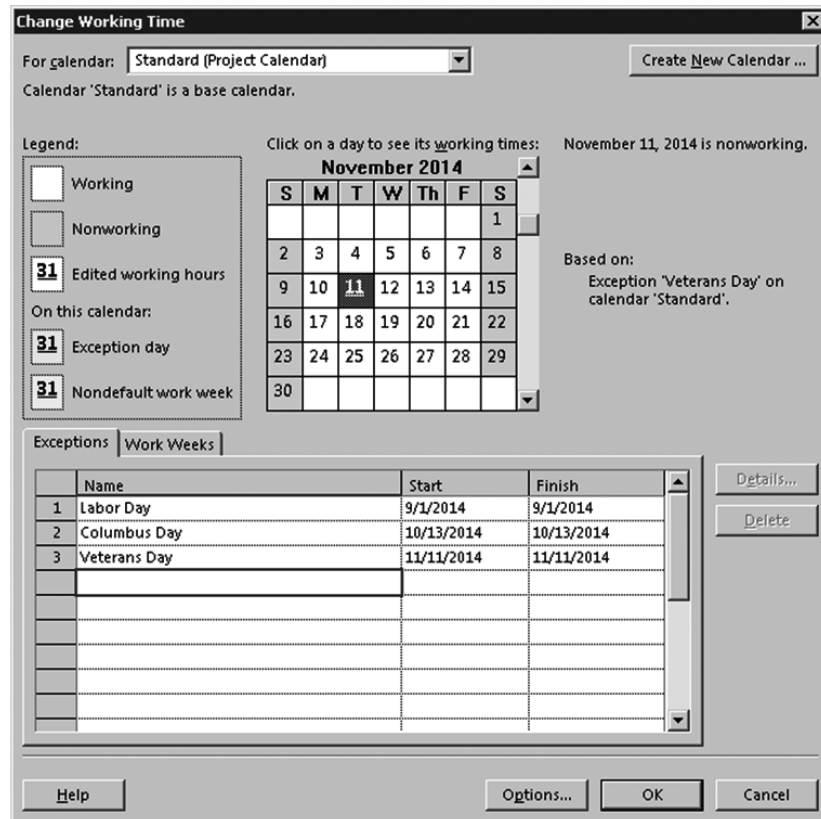 Change Working Time
For calendar: Standard (Project Calendar) Create New Calendar ...
Calendar 'Standard' is a base calendar.
Legend:
Working
Nonworking
31 Edited working hours
On this calendar:
31 Exception day
31 Nondefault work week
Click on a day to see its working times:
November 2014
S M T W Th F S
1
2 3 4 5 6 7 8
9 10 11 12 13 14 15
16 17 18 19 20 21 22
23 24 25 26 27 28 29
30
November 11, 2014 is nonworking.
Based on:
Exception 'Veterans Day' on
calendar 'Standard'.
Exceptions Work Weeks
Name Start Finish
1 Labor Day 9/1/2014 9/1/2014
2 Columbus Day 10/13/2014 10/13/2014
3 Veterans Day 11/11/2014 11/11/2014
Details...
Delete
Help Options... OK Cancel